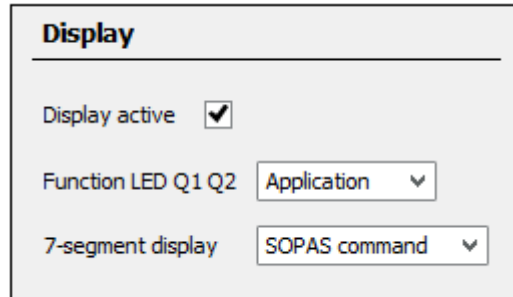 Display
Display active
Function LED Q1 Q2 Application
7-segment display SOPAS command